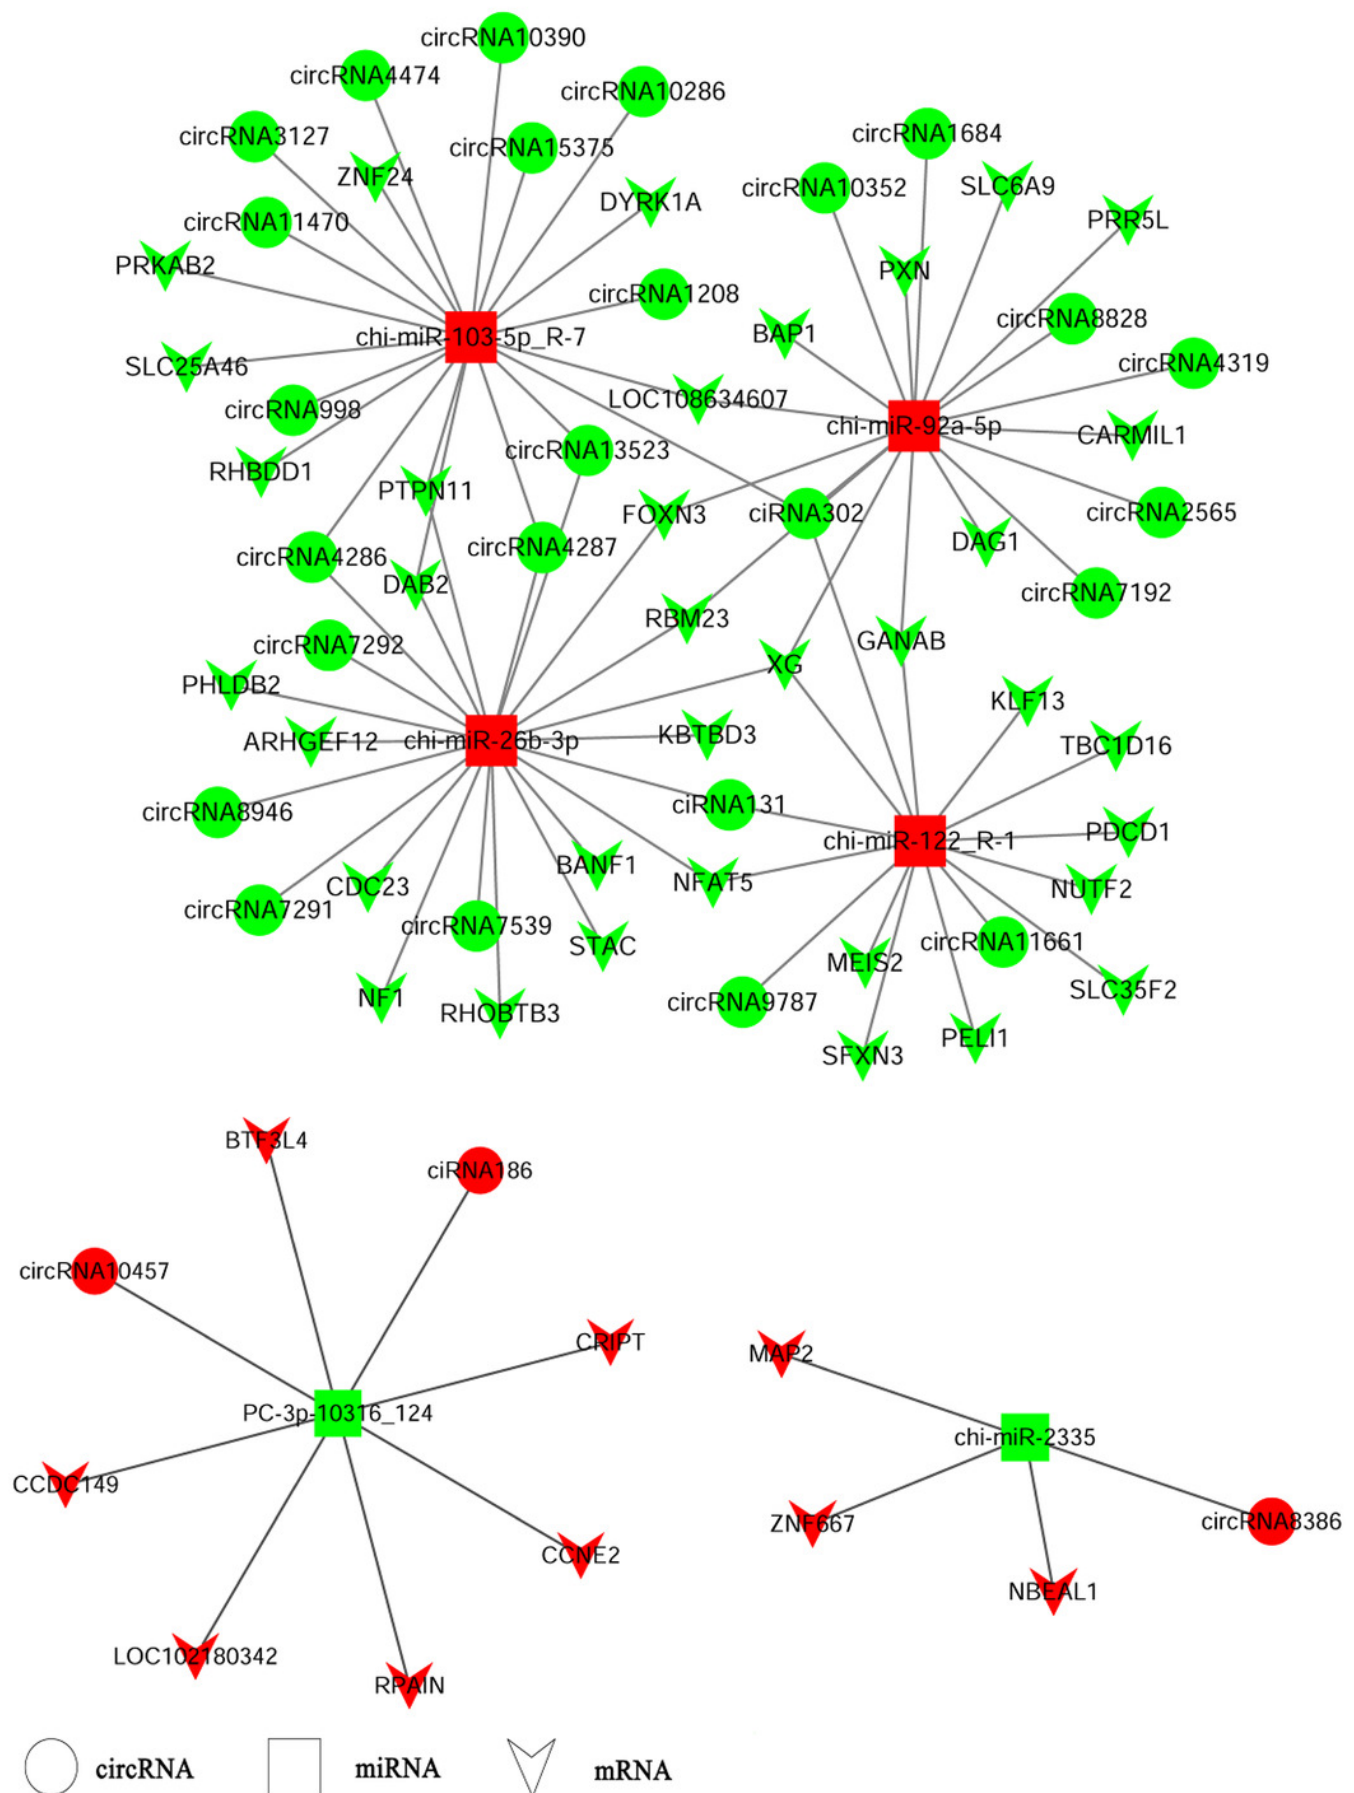 circRNA10390
circRNA4474
circRNA10286
circRNA3127
circRNA15375
circRNA1684
ZNF24
circRNA10352
SLC6A9
DYRK1A
circRNA11470
PRR5L
PRKAB2
PXN
circRNA1208
circRNA8828
chi-miR-103-5p_R-7
BAP1
SLC25A46
circRNA4319
LOC108634607
circRNA998
chi-miR-92a-5p
CARMIL1
circRNA13523
RHBDD1
PTPN11
FOXN3
ciRNA302
circRNA2565
DAG1
circRNA4287
circRNA4286
DAB2
circRNA7192
RBM23
circRNA7292
GANAB
XG
PHLDB2
KLF13
ARHGEF12
chi-miR-26b-3p
KBTBD3
TBC1D16
circRNA8946
ciRNA131
PDCD1
chi-miR-122_R-1
BANF1
CDC23
NFAT5
NUTF2
circRNA7291
circRNA7539
STAC
circRNA11661
MEIS2
SLC35F2
NF1
circRNA9787
RHOBTB3
PELI1
SFXN3
BTF3L4
ciRNA186
circRNA10457
CRIPT
MAP2
PC-3p-10316_124
chi-miR-2335
CCDC149
ZNF667
circRNA8386
CCNE2
NBEAL1
LOC102180342
RPAIN
circRNA
miRNA
mRNA